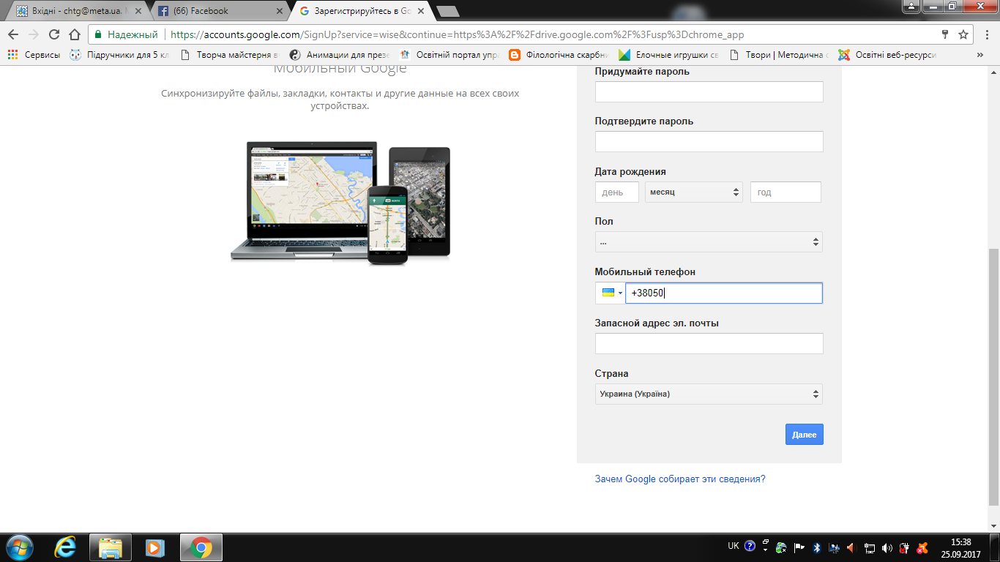 Вхідні - chtg@meta.ua.
(66) Facebook
Зарегистрируйтесь в Go
Надежный
https://accounts.google.com/SignUp?service=wise&continue=https%3A%2F%2Fdrive.google.com%2F%3Fusp%3Dchrome_app
Сервисы
Підручники для 5 кл
Творча майстерня в
Анимации для през
Освітній портал упр
Філологічна скарбн
Елочные игрушки св
Твори | Методична с
Освітні веб-ресурси
»
Мобильный Google
Синхронизируйте файлы, закладки, контакты и другие данные на всех своих
устройствах.
Придумайте пароль
Подтвердите пароль
Дата рождения
день
месяц
год
Пол
...
Мобильный телефон
+38050
Запасной адрес эл. почты
Страна
Украина (Україна)
Далее
Зачем Google собирает эти сведения?
UK
15:38
25.09.2017